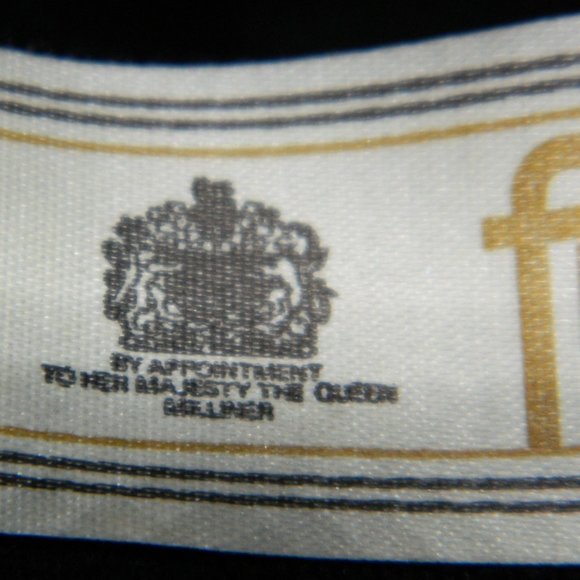 BY APPOINTMENT
TO HER MAJESTY THE QUEEN
MILLINER
f